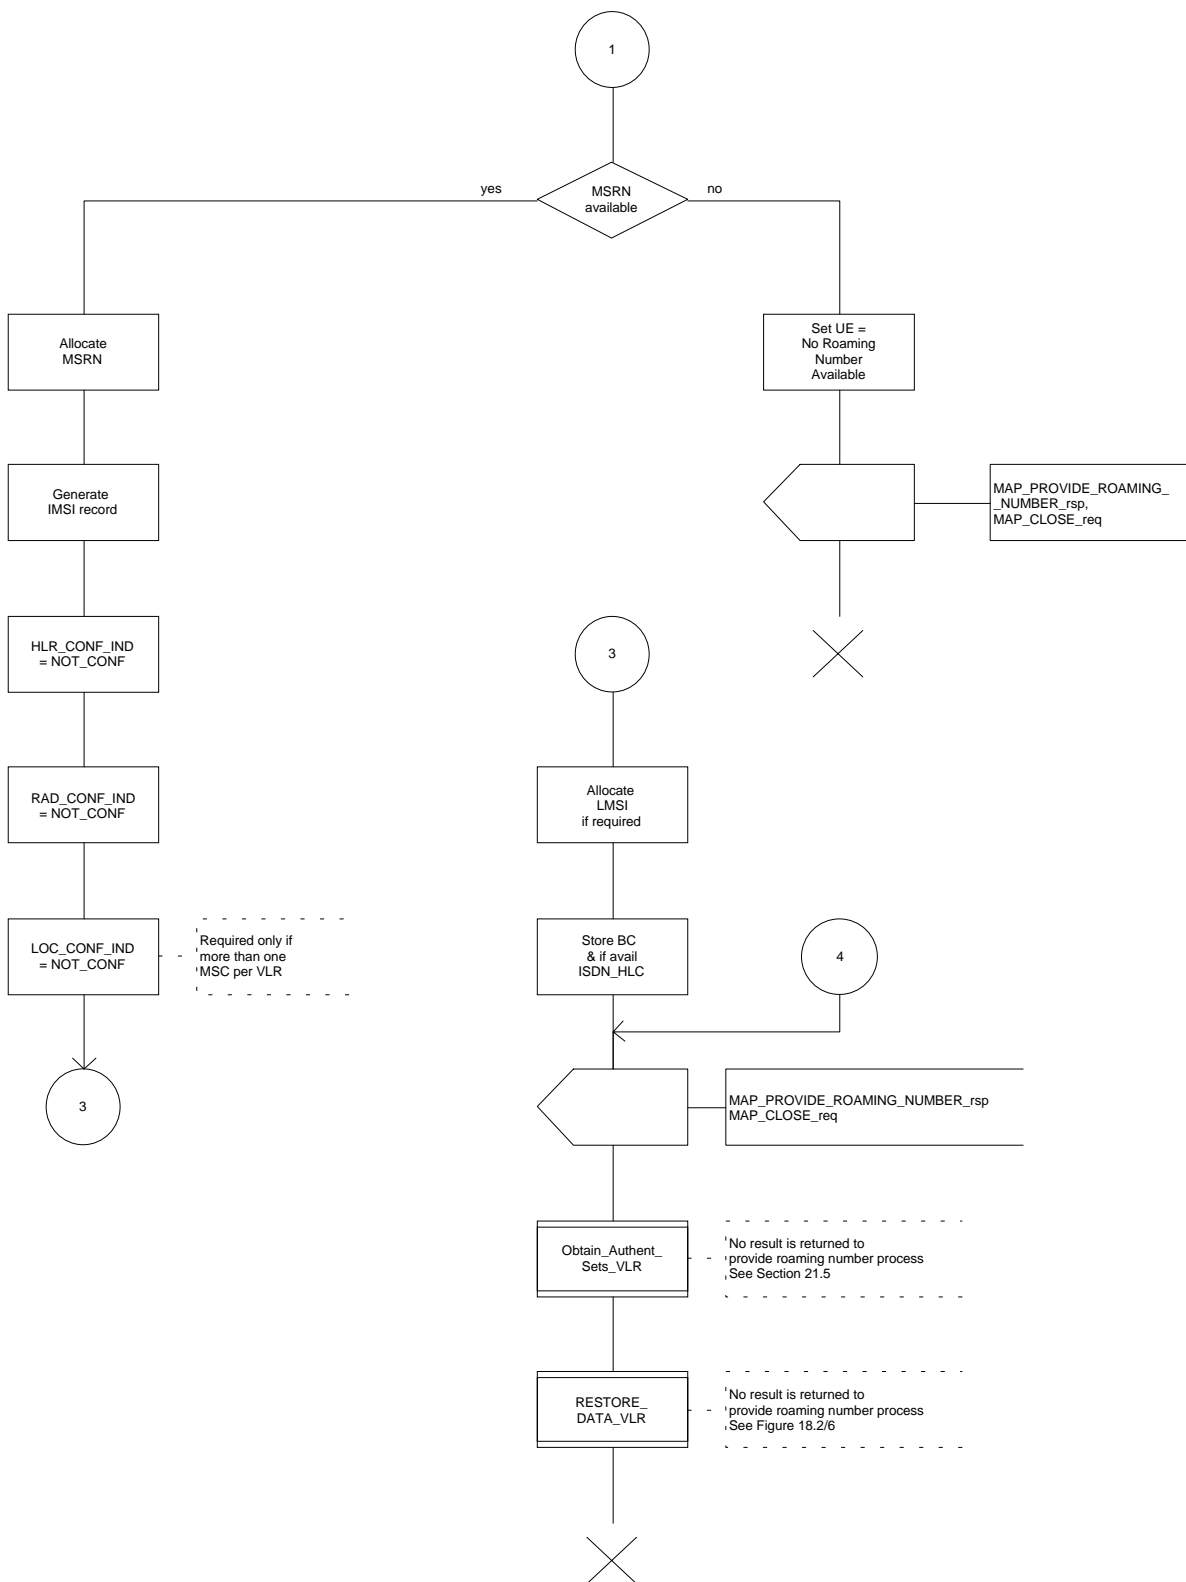 1
yes
MSRN
available
no
Allocate
MSRN
Set UE =
No Roaming
Number
Available
Generate
IMSI record
MAP_PROVIDE_ROAMING_
_NUMBER_rsp,
MAP_CLOSE_req
HLR_CONF_IND
= NOT_CONF
3
RAD_CONF_IND
= NOT_CONF
Allocate
LMSI
if required
LOC_CONF_IND
= NOT_CONF
Required only if
more than one
MSC per VLR
Store BC
& if avail
ISDN_HLC
4
3
MAP_PROVIDE_ROAMING_NUMBER_rsp
MAP_CLOSE_req
Obtain_Authent_
Sets_VLR
No result is returned to
provide roaming number process
See Section 21.5
RESTORE_
DATA_VLR
No result is returned to
provide roaming number process
See Figure 18.2/6